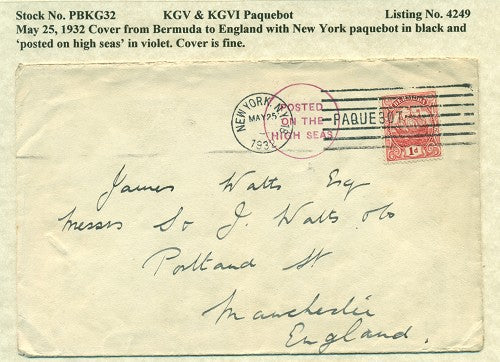 Stock No. PBKG32 KGV & KGVI Paquebot Listing No. 4249
May 25, 1932 Cover from Bermuda to England with New York paquebot in black and
'posted on high seas' in violet. Cover is fine.
NEW YORK, N.Y.
MAY 25
1932
POSTED
ON THE
HIGH SEAS
PAQUEBOT
BERMUDA
1d
James Watts Esq
Messrs So J. Watts &Co
Portland St
Manchester
England.